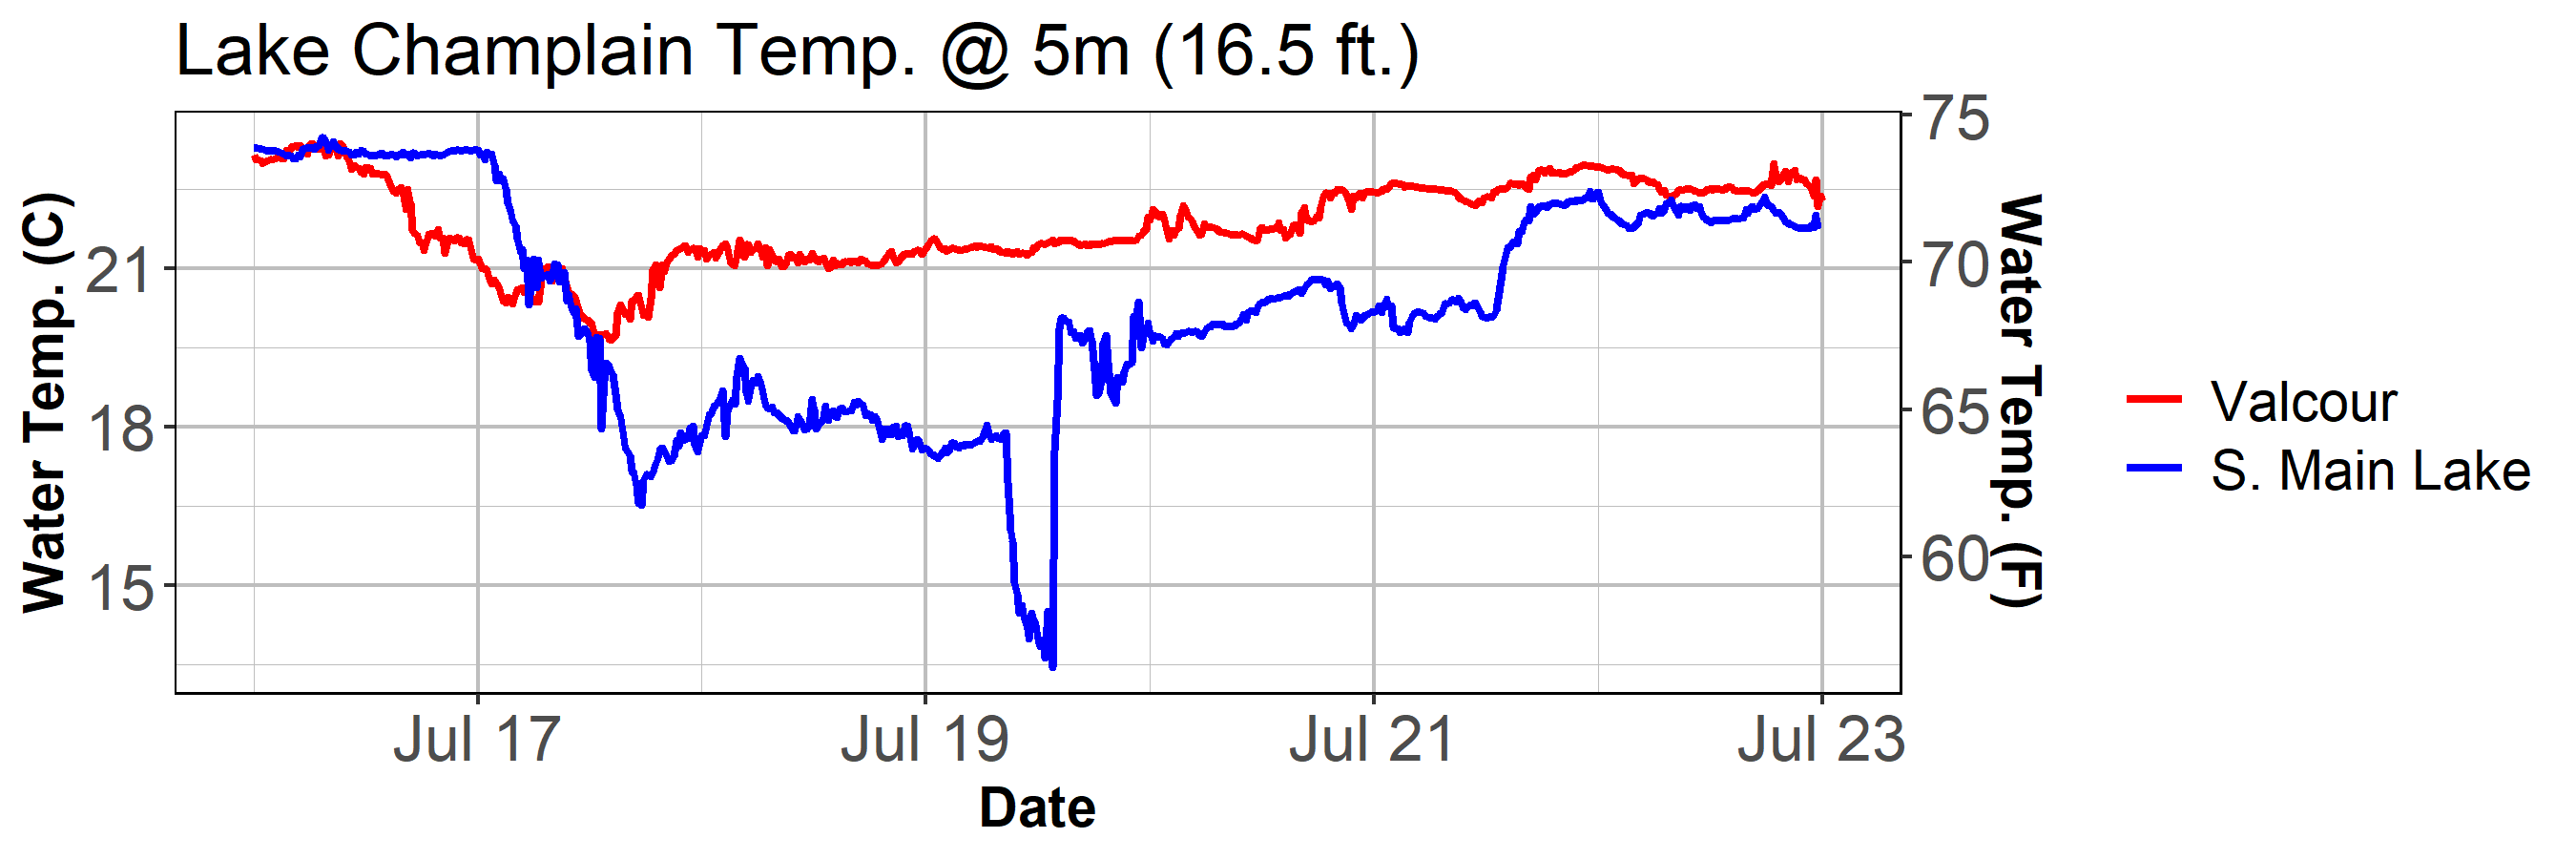 Lake Champlain Temp. @ 5m (16.5 ft.)
Water Temp. (C)
21
18
15
75
70
65
60
Water Temp. (F)
Jul 17
Jul 19
Jul 21
Jul 23
Date
Valcour
S. Main Lake